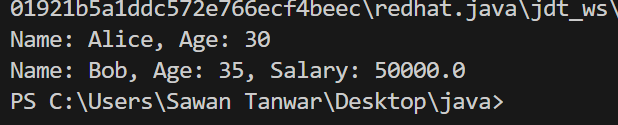 01921b5a1ddc572e766ecf4beec\redhat.java\jdt_ws\
Name: Alice, Age: 30
Name: Bob, Age: 35, Salary: 50000.0
PS C:\Users\Sawan Tanwar\Desktop\java>